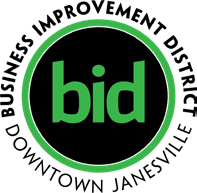 BUSINESS IMPROVEMENT DISTRICT
bid
DOWNTOWN JANESVILLE